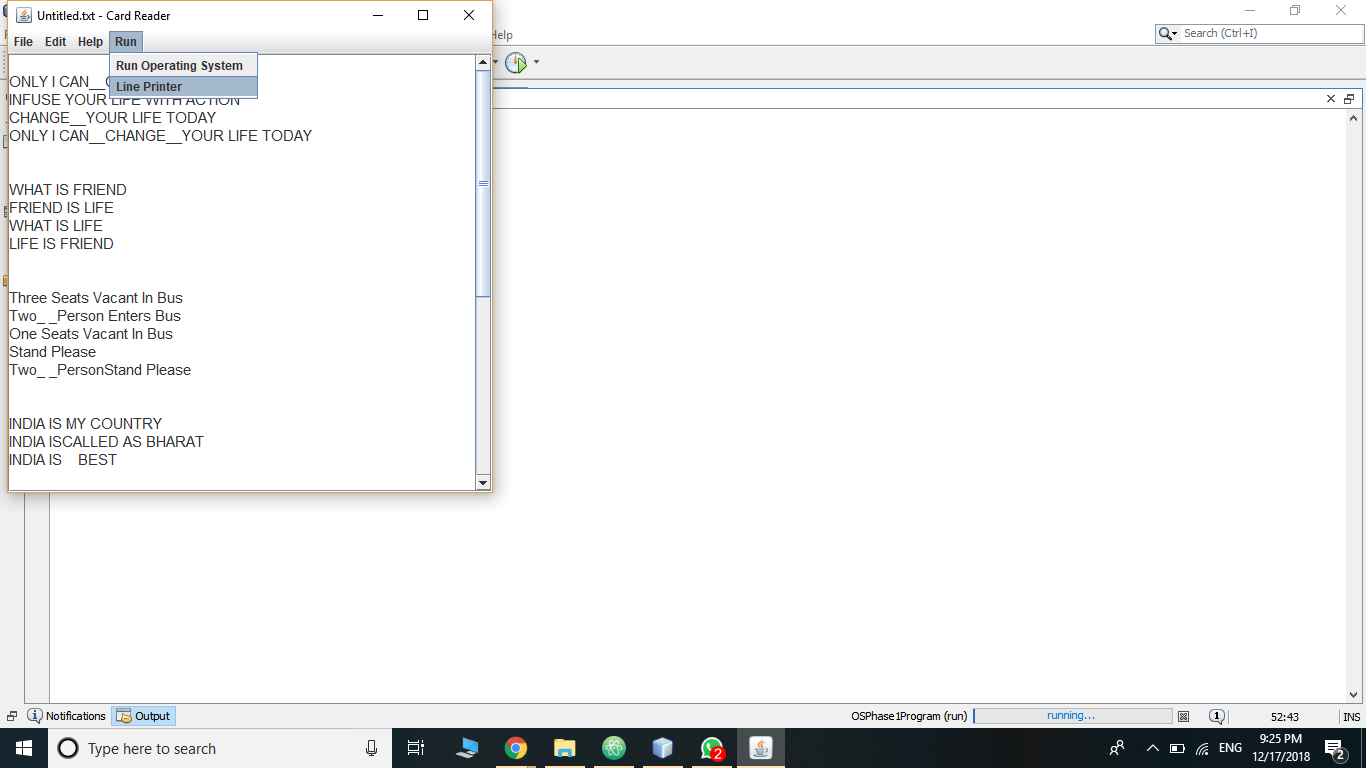 Untitled.txt - Card Reader
File Edit Help Run
elp
Search (Ctrl+I)
Run Operating System
Line Printer
ONLY I CAN__C
INFUSE YOUR LIFE WITH ACTION
CHANGE__YOUR LIFE TODAY
ONLY I CAN__CHANGE__YOUR LIFE TODAY
WHAT IS FRIEND
FRIEND IS LIFE
WHAT IS LIFE
LIFE IS FRIEND
Three Seats Vacant In Bus
Two_ _Person Enters Bus
One Seats Vacant In Bus
Stand Please
Two_ _PersonStand Please
INDIA IS MY COUNTRY
INDIA ISCALLED AS BHARAT
INDIA IS    BEST
Notifications Output OSPhase1Program (run) running... 1 52:43 INS
Type here to search 2 ENG 9:25 PM 12/17/2018 2